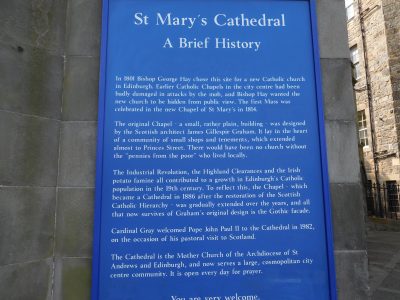 St Mary's Cathedral
A Brief History
In 1801 Bishop George Hay chose this site for a new Catholic church
in Edinburgh. Earlier Catholic Chapels in the city centre had been
badly damaged in attacks by the mob, and Bishop Hay wanted the
new church to be hidden from public view. The first Mass was
celebrated in the new Chapel of St Mary's in 1814.
The original Chapel - a small, rather plain, building - was designed
by the Scottish architect James Gillespie Graham. It lay in the heart
of a community of small shops and tenements, which extended
almost to Princes Street. There would have been no church without
the "pennies from the poor" who lived locally.
The Industrial Revolution, the Highland Clearances and the Irish
potato famine all contributed to a growth in Edinburgh's Catholic
population in the 19th century. To reflect this, the Chapel - which
became a Cathedral in 1886 after the restoration of the Scottish
Catholic Hierarchy - was gradually extended over the years, and all
that now survives of Graham's original design is the Gothic facade.
Cardinal Gray welcomed Pope John Paul II to the Cathedral in 1982,
on the occasion of his pastoral visit to Scotland.
The Cathedral is the Mother Church of the Archdiocese of St
Andrews and Edinburgh, and now serves a large, cosmopolitan city
centre community. It is open every day for prayer.
You are very welcome.